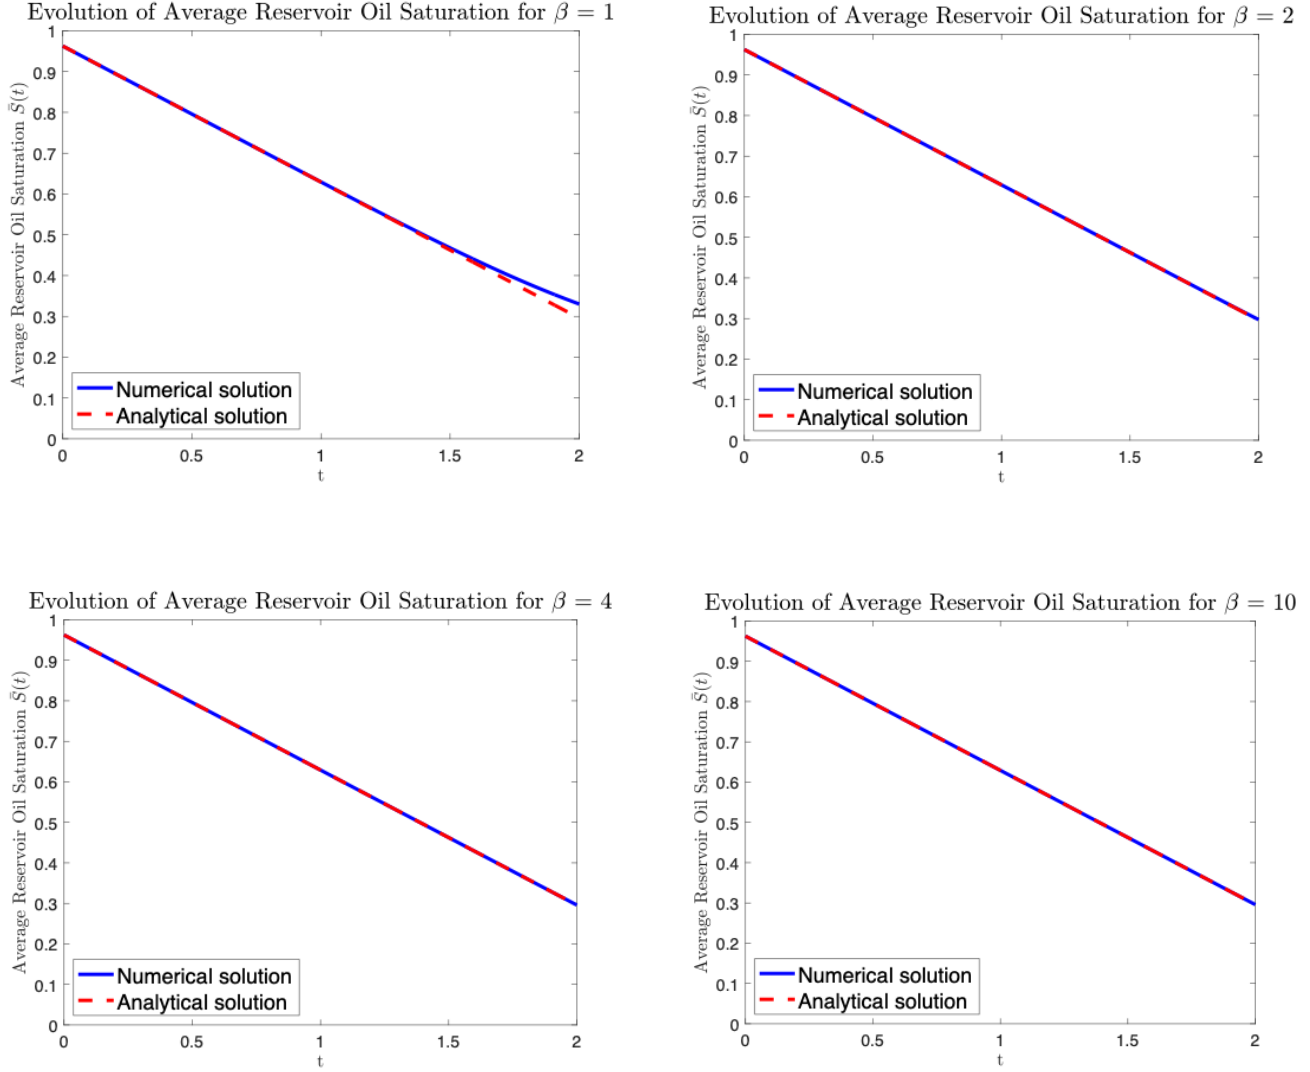 Evolution of Average Reservoir Oil Saturation for β = 1
Average Reservoir Oil Saturation S̄(t)
1
0.9
0.8
0.7
0.6
0.5
0.4
0.3
0.2
0.1
0
Numerical solution
Analytical solution
0 0.5 1 1.5 2
t
Evolution of Average Reservoir Oil Saturation for β = 2
Average Reservoir Oil Saturation S̄(t)
1
0.9
0.8
0.7
0.6
0.5
0.4
0.3
0.2
0.1
0
Numerical solution
Analytical solution
0 0.5 1 1.5 2
t
Evolution of Average Reservoir Oil Saturation for β = 4
Average Reservoir Oil Saturation S̄(t)
1
0.9
0.8
0.7
0.6
0.5
0.4
0.3
0.2
0.1
0
Numerical solution
Analytical solution
0 0.5 1 1.5 2
t
Evolution of Average Reservoir Oil Saturation for β = 10
Average Reservoir Oil Saturation S̄(t)
1
0.9
0.8
0.7
0.6
0.5
0.4
0.3
0.2
0.1
0
Numerical solution
Analytical solution
0 0.5 1 1.5 2
t